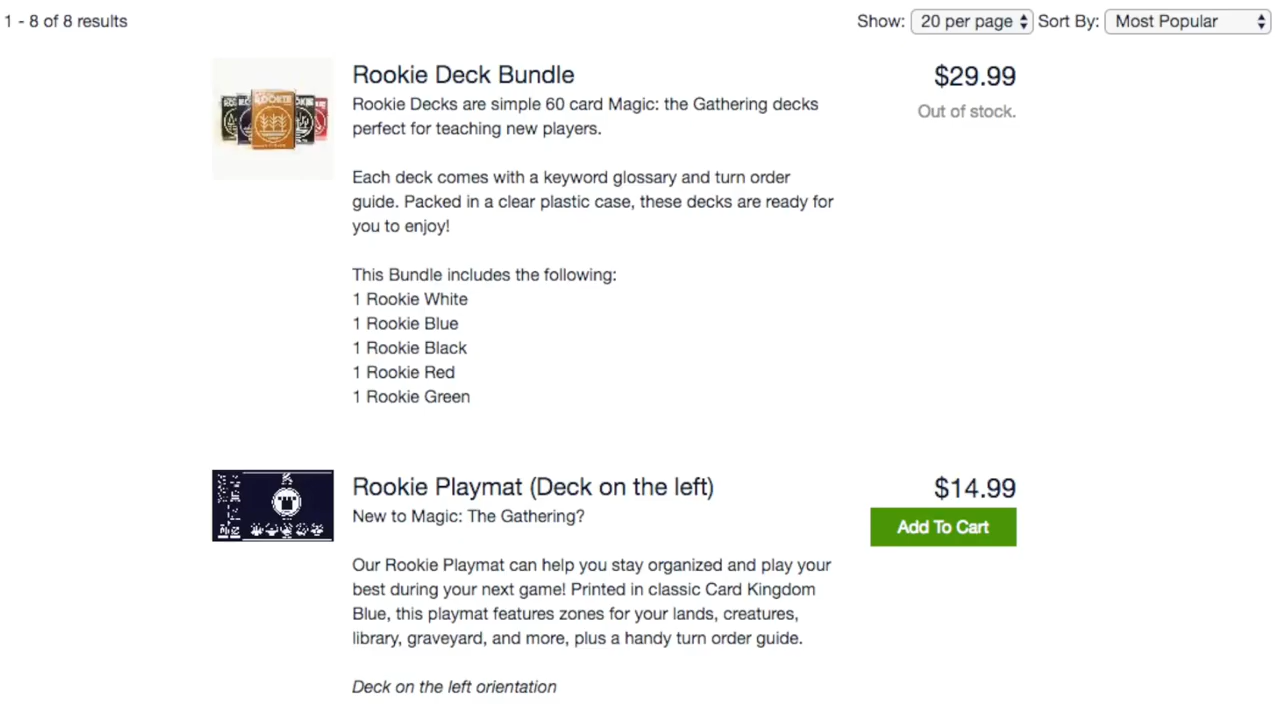 1 - 8 of 8 results
Show: 20 per page Sort By: Most Popular
Rookie Deck Bundle
$29.99
Rookie Decks are simple 60 card Magic: the Gathering decks
Out of stock.
perfect for teaching new players.
Each deck comes with a keyword glossary and turn order
guide. Packed in a clear plastic case, these decks are ready for
you to enjoy!
This Bundle includes the following:
1 Rookie White
1 Rookie Blue
1 Rookie Black
1 Rookie Red
1 Rookie Green
ROOKIE
Rookie Playmat (Deck on the left)
$14.99
New to Magic: The Gathering?
Add To Cart
Our Rookie Playmat can help you stay organized and play your
best during your next game! Printed in classic Card Kingdom
Blue, this playmat features zones for your lands, creatures,
library, graveyard, and more, plus a handy turn order guide.
Deck on the left orientation